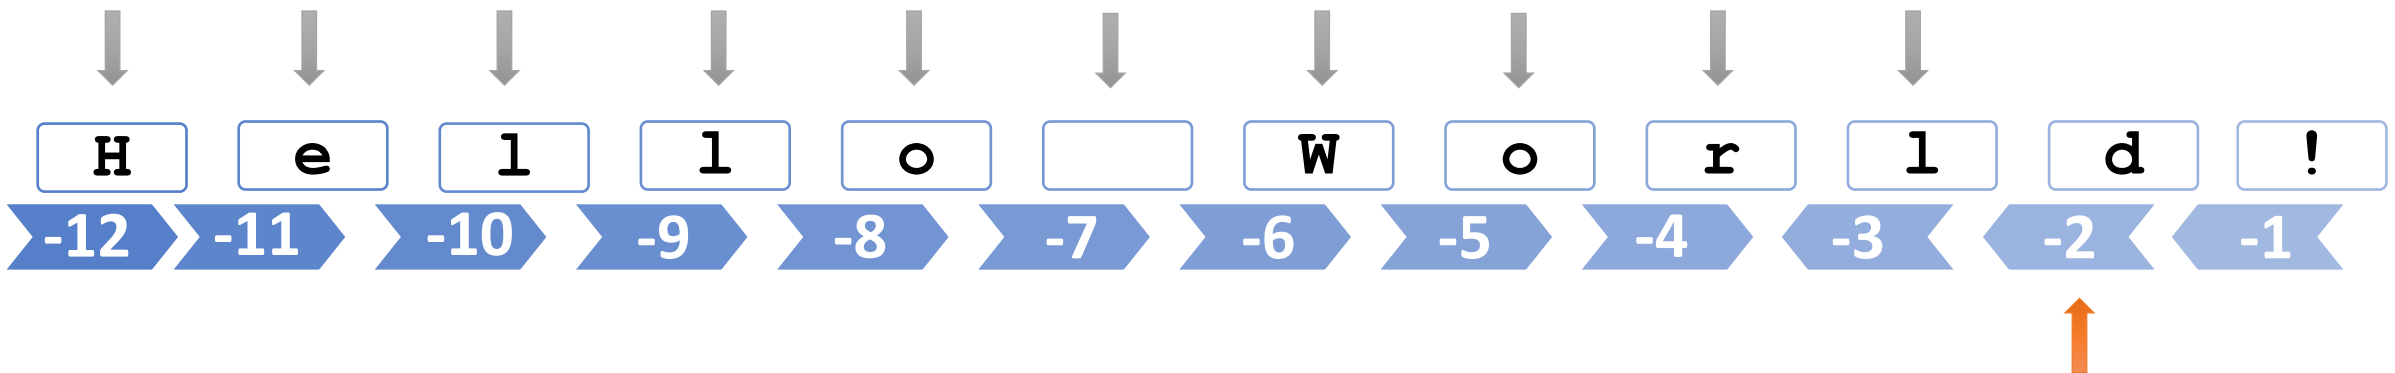 H e l l o W o r l d !
-12 -11 -10 -9 -8 -7 -6 -5 -4 -3 -2 -1